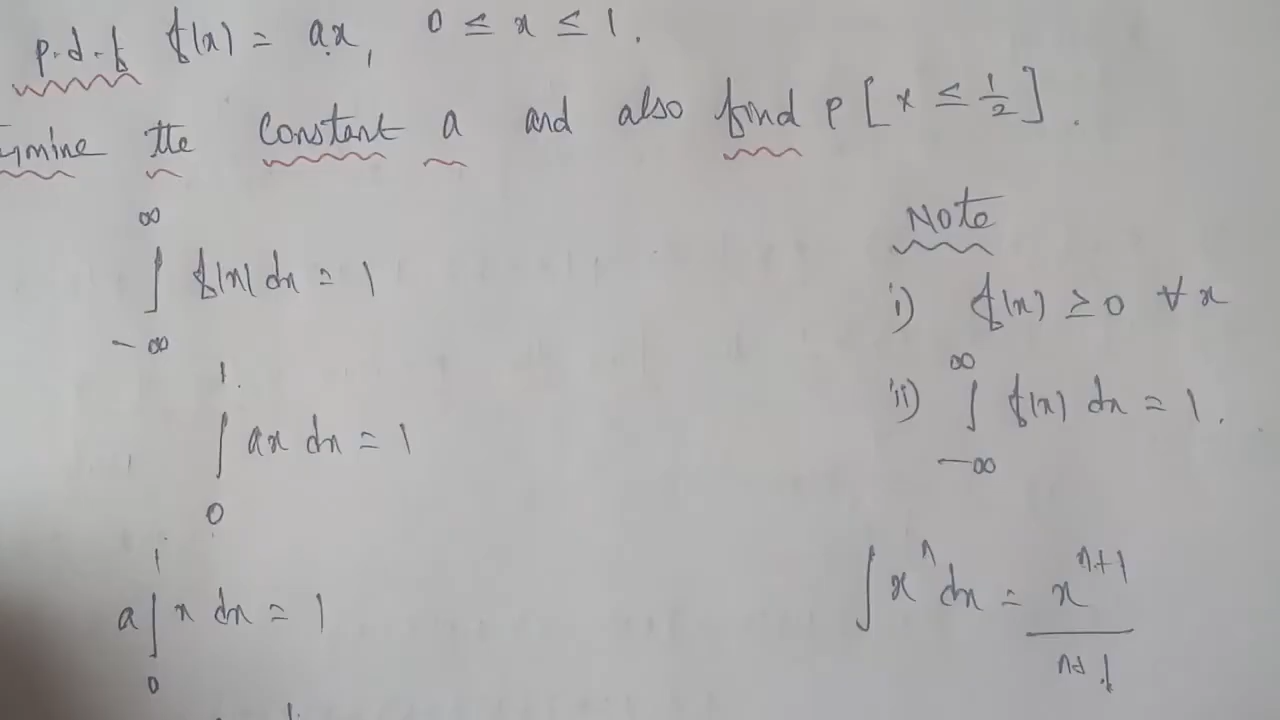 p.d.f f(x) = ax, 0 ≤ x ≤ 1.
ymine the constant a and also find P[x ≤ 1/2].
∞
∫ f(x) dx = 1
-∞
1.
∫ ax dx = 1
0
1
a ∫ x dx = 1
0
Note
i) f(x) ≥ 0 ∀ x
∞
ii) ∫ f(x) dx = 1.
-∞
∫ x^n dx = x^(n+1)
n+1